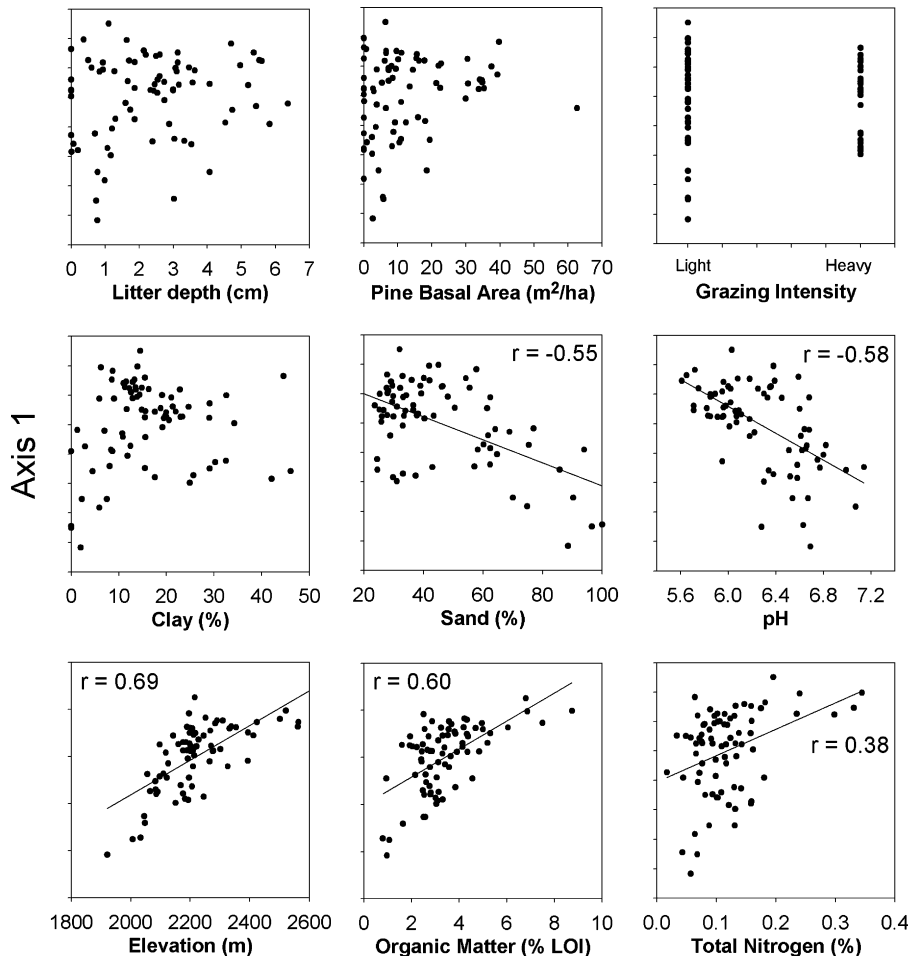 0 1 2 3 4 5 6 7
Litter depth (cm)
0 10 20 30 40 50 60 70
Pine Basal Area (m²/ha)
Light Heavy
Grazing Intensity
Axis 1
0 10 20 30 40 50
Clay (%)
r = -0.55
20 40 60 80 100
Sand (%)
r = -0.58
5.6 6.0 6.4 6.8 7.2
pH
r = 0.69
1800 2000 2200 2400 2600
Elevation (m)
r = 0.60
0 2 4 6 8 10
Organic Matter (% LOI)
r = 0.38
0.0 0.1 0.2 0.3 0.4
Total Nitrogen (%)